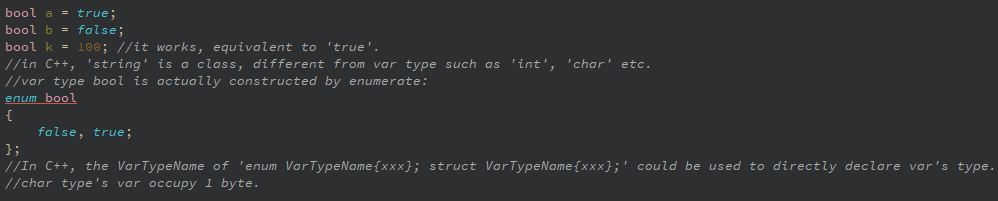 bool a = true;
bool b = false;
bool k = 100; //it works, equivalent to 'true'.
//in C++, 'string' is a class, different from var type such as 'int', 'char' etc.
//var type bool is actually constructed by enumerate:
enum bool
{
    false, true;
};
//In C++, the VarTypeName of 'enum VarTypeName{xxx}; struct VarTypeName{xxx};' could be used to directly declare var's type.
//char type's var occupy 1 byte.